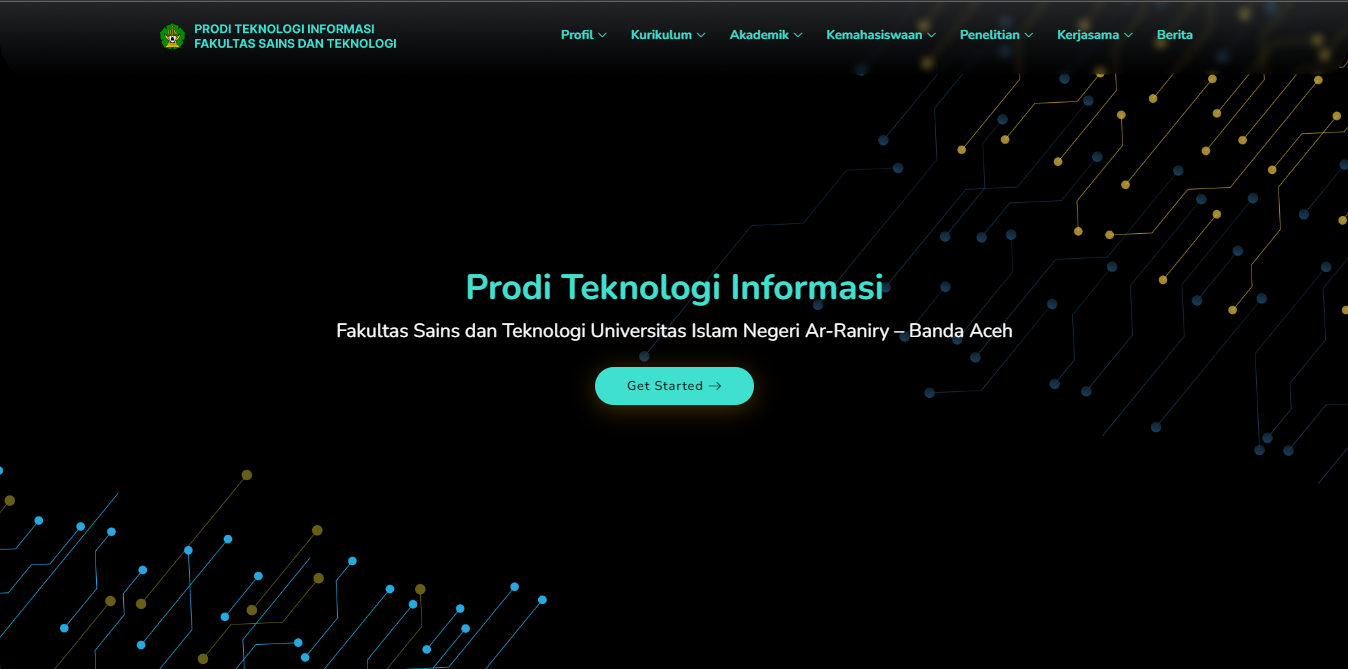 PRODI TEKNOLOGI INFORMASI
FAKULTAS SAINS DAN TEKNOLOGI
Profil Kurikulum Akademik Kemahasiswaan Penelitian Kerjasama Berita
Prodi Teknologi Informasi
Fakultas Sains dan Teknologi Universitas Islam Negeri Ar-Raniry – Banda Aceh
Get Started →